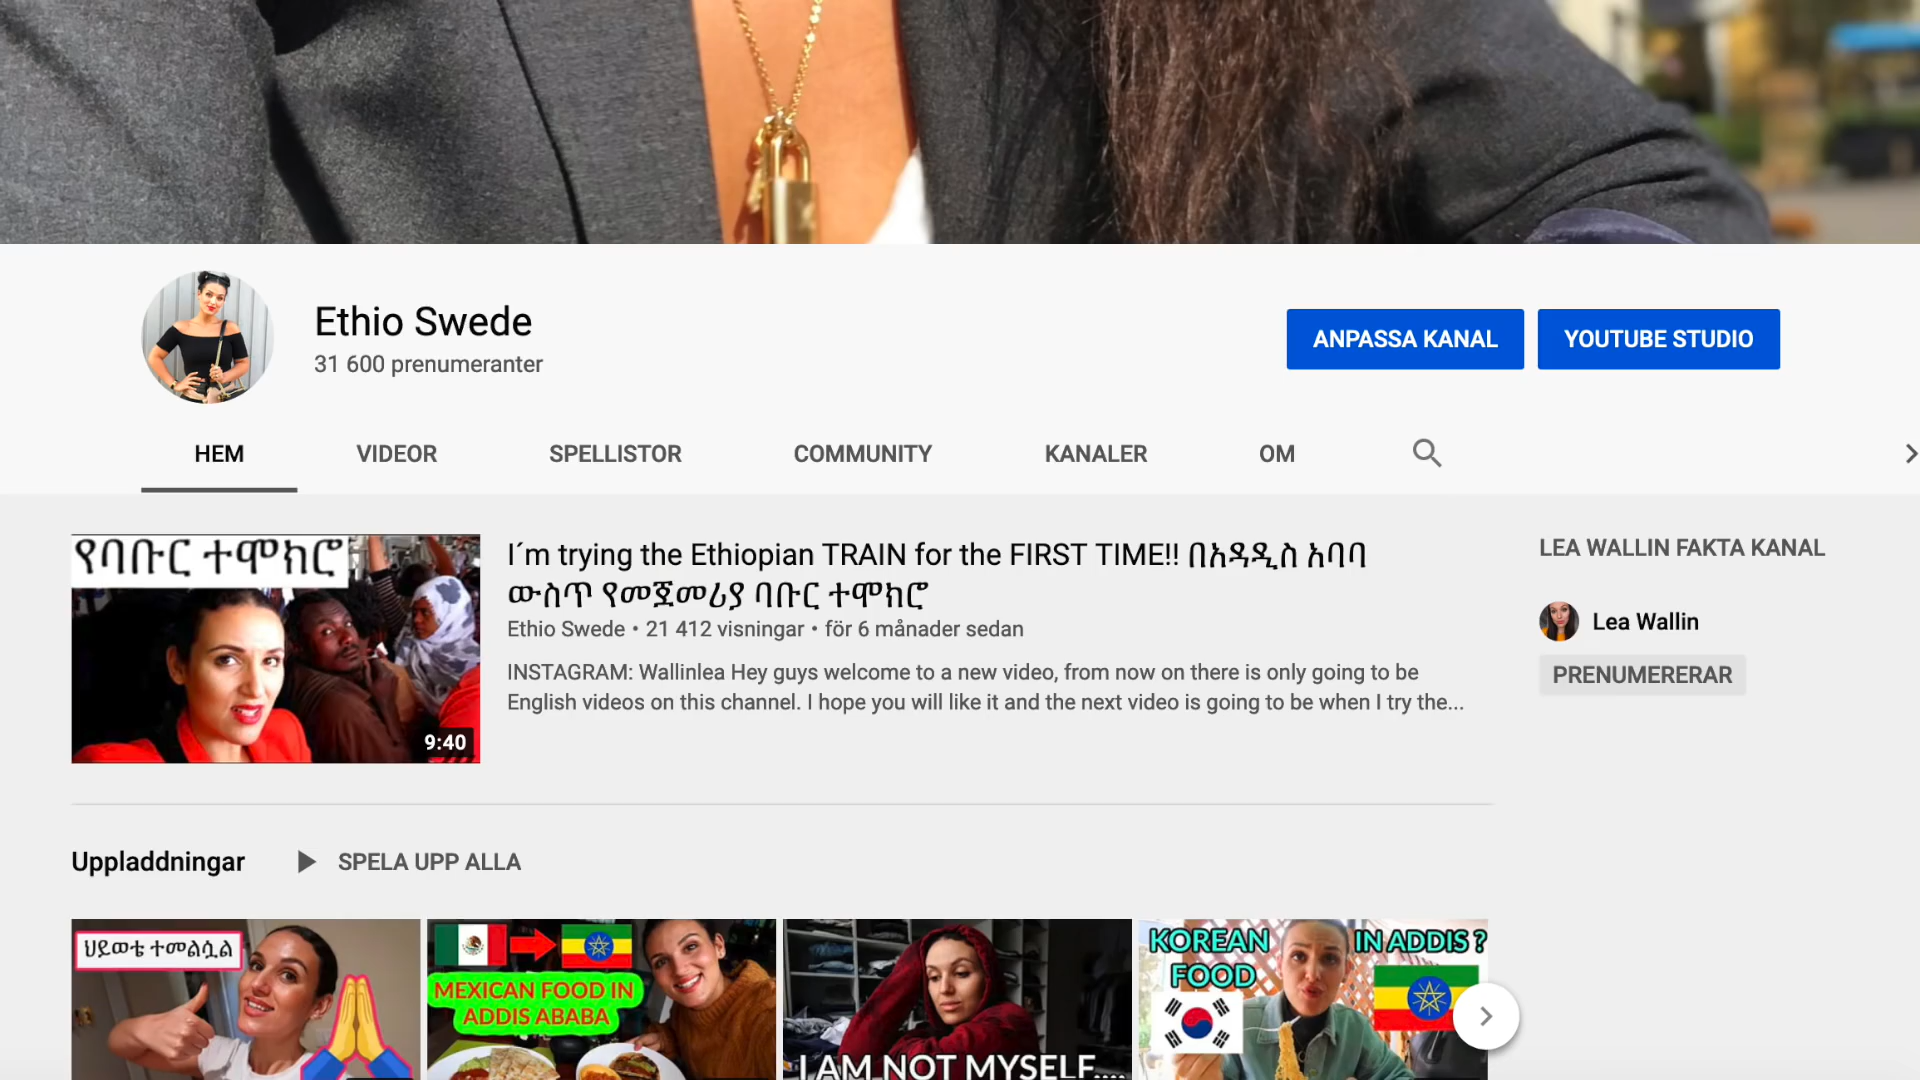 Ethio Swede
31 600 prenumeranter
ANPASSA KANAL
YOUTUBE STUDIO
HEM
VIDEOR
SPELLISTOR
COMMUNITY
KANALER
OM
የባቡር ተሞክሮ
9:40
I´m trying the Ethiopian TRAIN for the FIRST TIME!! በአዳዲስ አባባ
ውስጥ የመጀመሪያ ባቡር ተሞክሮ
Ethio Swede • 21 412 visningar • för 6 månader sedan
INSTAGRAM: Wallinlea Hey guys welcome to a new video, from now on there is only going to be
English videos on this channel. I hope you will like it and the next video is going to be when I try the...
LEA WALLIN FAKTA KANAL
Lea Wallin
PRENUMERERAR
Uppladdningar
SPELA UPP ALLA
ህይወቴ ተመልሷል
MEXICAN FOOD IN
ADDIS ABABA
I AM NOT MYSELF....
KOREAN
FOOD
IN ADDIS ?